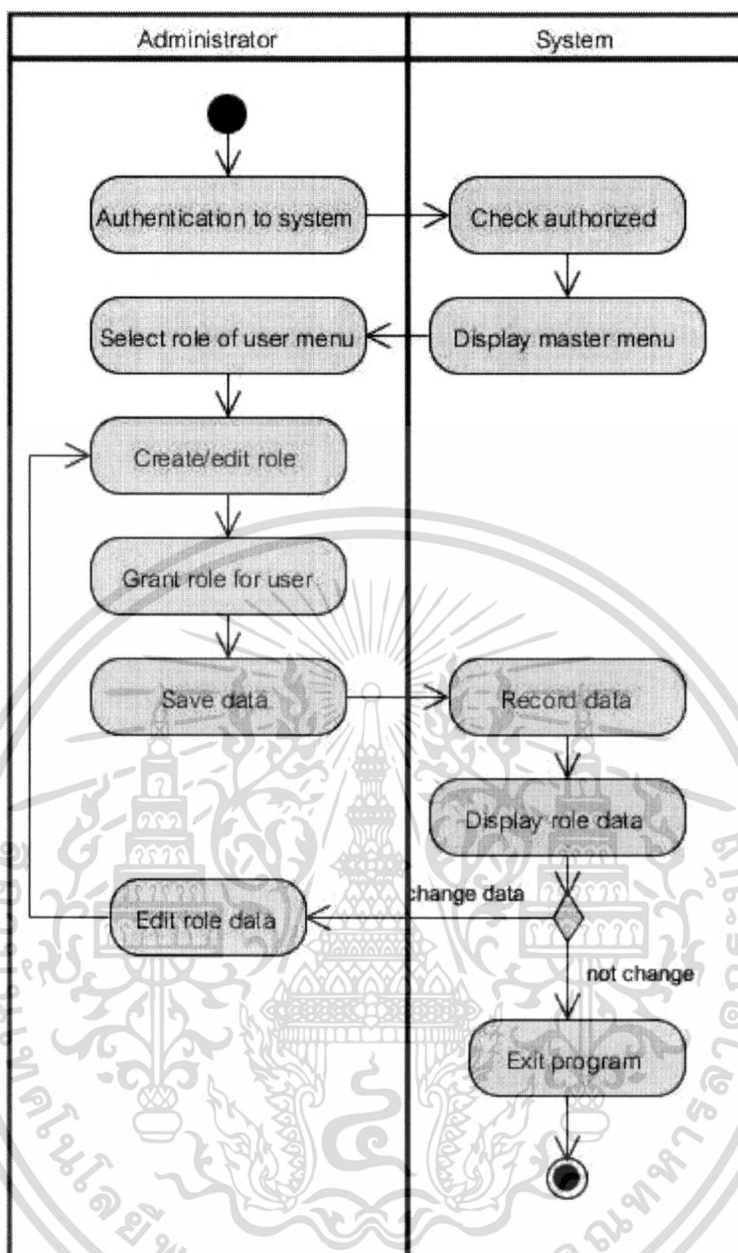 Administrator
System
Authentication to system
Check authorized
Select role of user menu
Display master menu
Create/edit role
Grant role for user
Save data
Record data
Display role data
change data
Edit role data
not change
Exit program